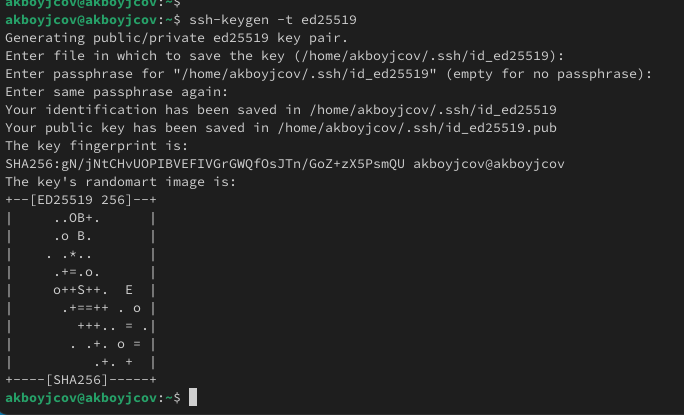 akboyjcov@akboyjcov:~$
akboyjcov@akboyjcov:~$ ssh-keygen -t ed25519
Generating public/private ed25519 key pair.
Enter file in which to save the key (/home/akboyjcov/.ssh/id_ed25519):
Enter passphrase for "/home/akboyjcov/.ssh/id_ed25519" (empty for no passphrase):
Enter same passphrase again:
Your identification has been saved in /home/akboyjcov/.ssh/id_ed25519
Your public key has been saved in /home/akboyjcov/.ssh/id_ed25519.pub
The key fingerprint is:
SHA256:gN/jNtCHvUOPIBVEFIVGrGWQfOsJTn/GoZ+zX5PsmQU akboyjcov@akboyjcov
The key's randomart image is:
+--[ED25519 256]--+
|     ..OB+.      |
|     .o B.       |
|    . .*..       |
|     .+=.o.      |
|     o++S++.  E  |
|      .+==++ . o |
|        +++.. = .|
|       . .+. o = |
|          .+. +  |
+----[SHA256]-----+
akboyjcov@akboyjcov:~$